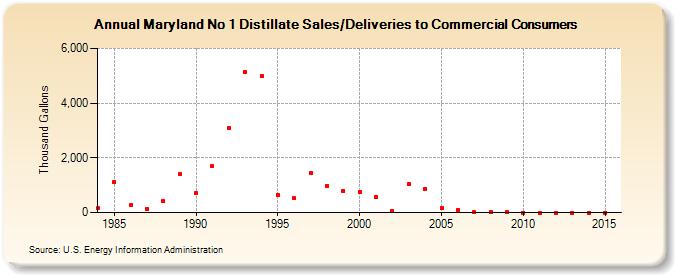 Annual Maryland No 1 Distillate Sales/Deliveries to Commercial Consumers
Thousand Gallons
6,000
4,000
2,000
0
1985 1990 1995 2000 2005 2010 2015
Source: U.S. Energy Information Administration